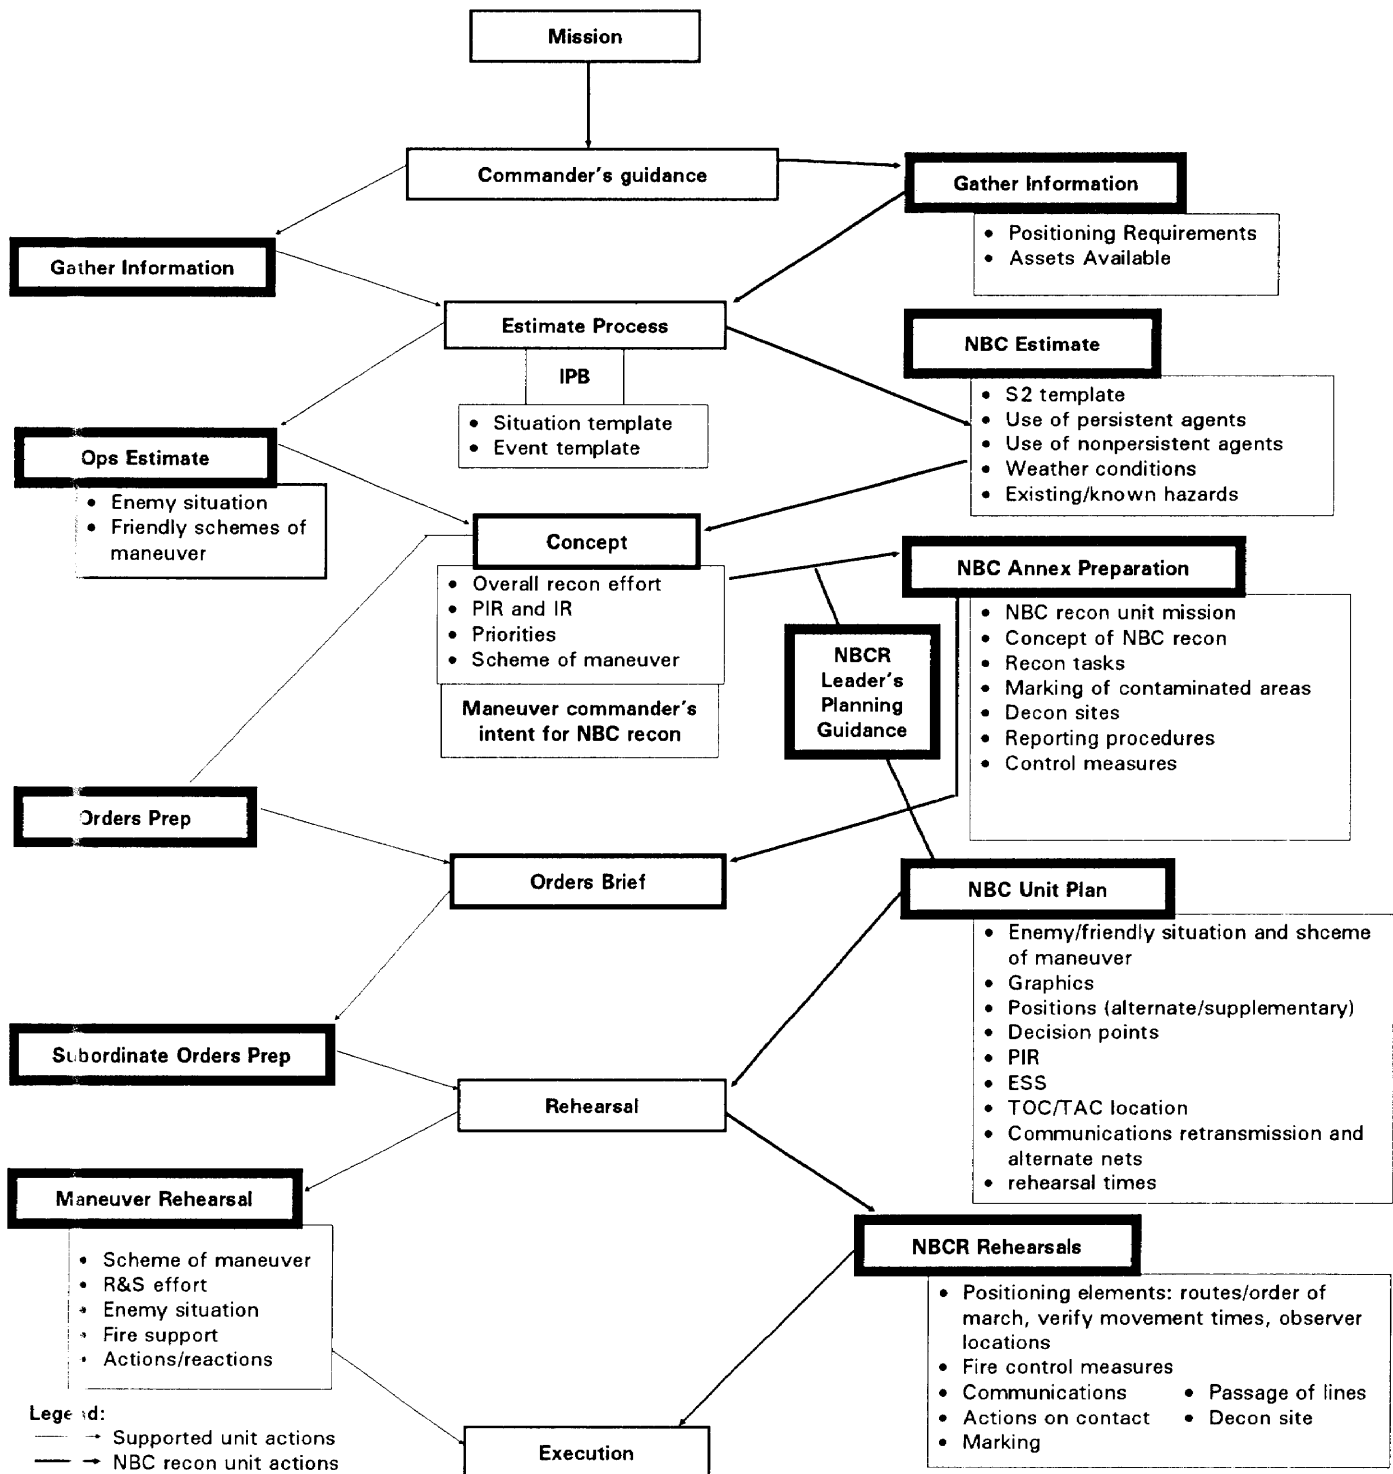 Mission
Commander's guidance
Gather Information
• Positioning Requirements
• Assets Available
Gather Information
Estimate Process
IPB
• Situation template
• Event template
NBC Estimate
• S2 template
• Use of persistent agents
• Use of nonpersistent agents
• Weather conditions
• Existing/known hazards
Ops Estimate
• Enemy situation
• Friendly schemes of
maneuver
Concept
• Overall recon effort
• PIR and IR
• Priorities
• Scheme of maneuver
Maneuver commander's
intent for NBC recon
NBC Annex Preparation
• NBC recon unit mission
• Concept of NBC recon
• Recon tasks
• Marking of contaminated areas
• Decon sites
• Reporting procedures
• Control measures
NBCR
Leader's
Planning
Guidance
Orders Prep
Orders Brief
NBC Unit Plan
• Enemy/friendly situation and shceme
of maneuver
• Graphics
• Positions (alternate/supplementary)
• Decision points
• PIR
• ESS
• TOC/TAC location
• Communications retransmission and
alternate nets
• rehearsal times
Subordinate Orders Prep
Rehearsal
Maneuver Rehearsal
• Scheme of maneuver
• R&S effort
• Enemy situation
• Fire support
• Actions/reactions
NBCR Rehearsals
• Positioning elements: routes/order of
march, verify movement times, observer
locations
• Fire control measures
• Communications • Passage of lines
• Actions on contact • Decon site
• Marking
Execution
Legend:
Supported unit actions
NBC recon unit actions